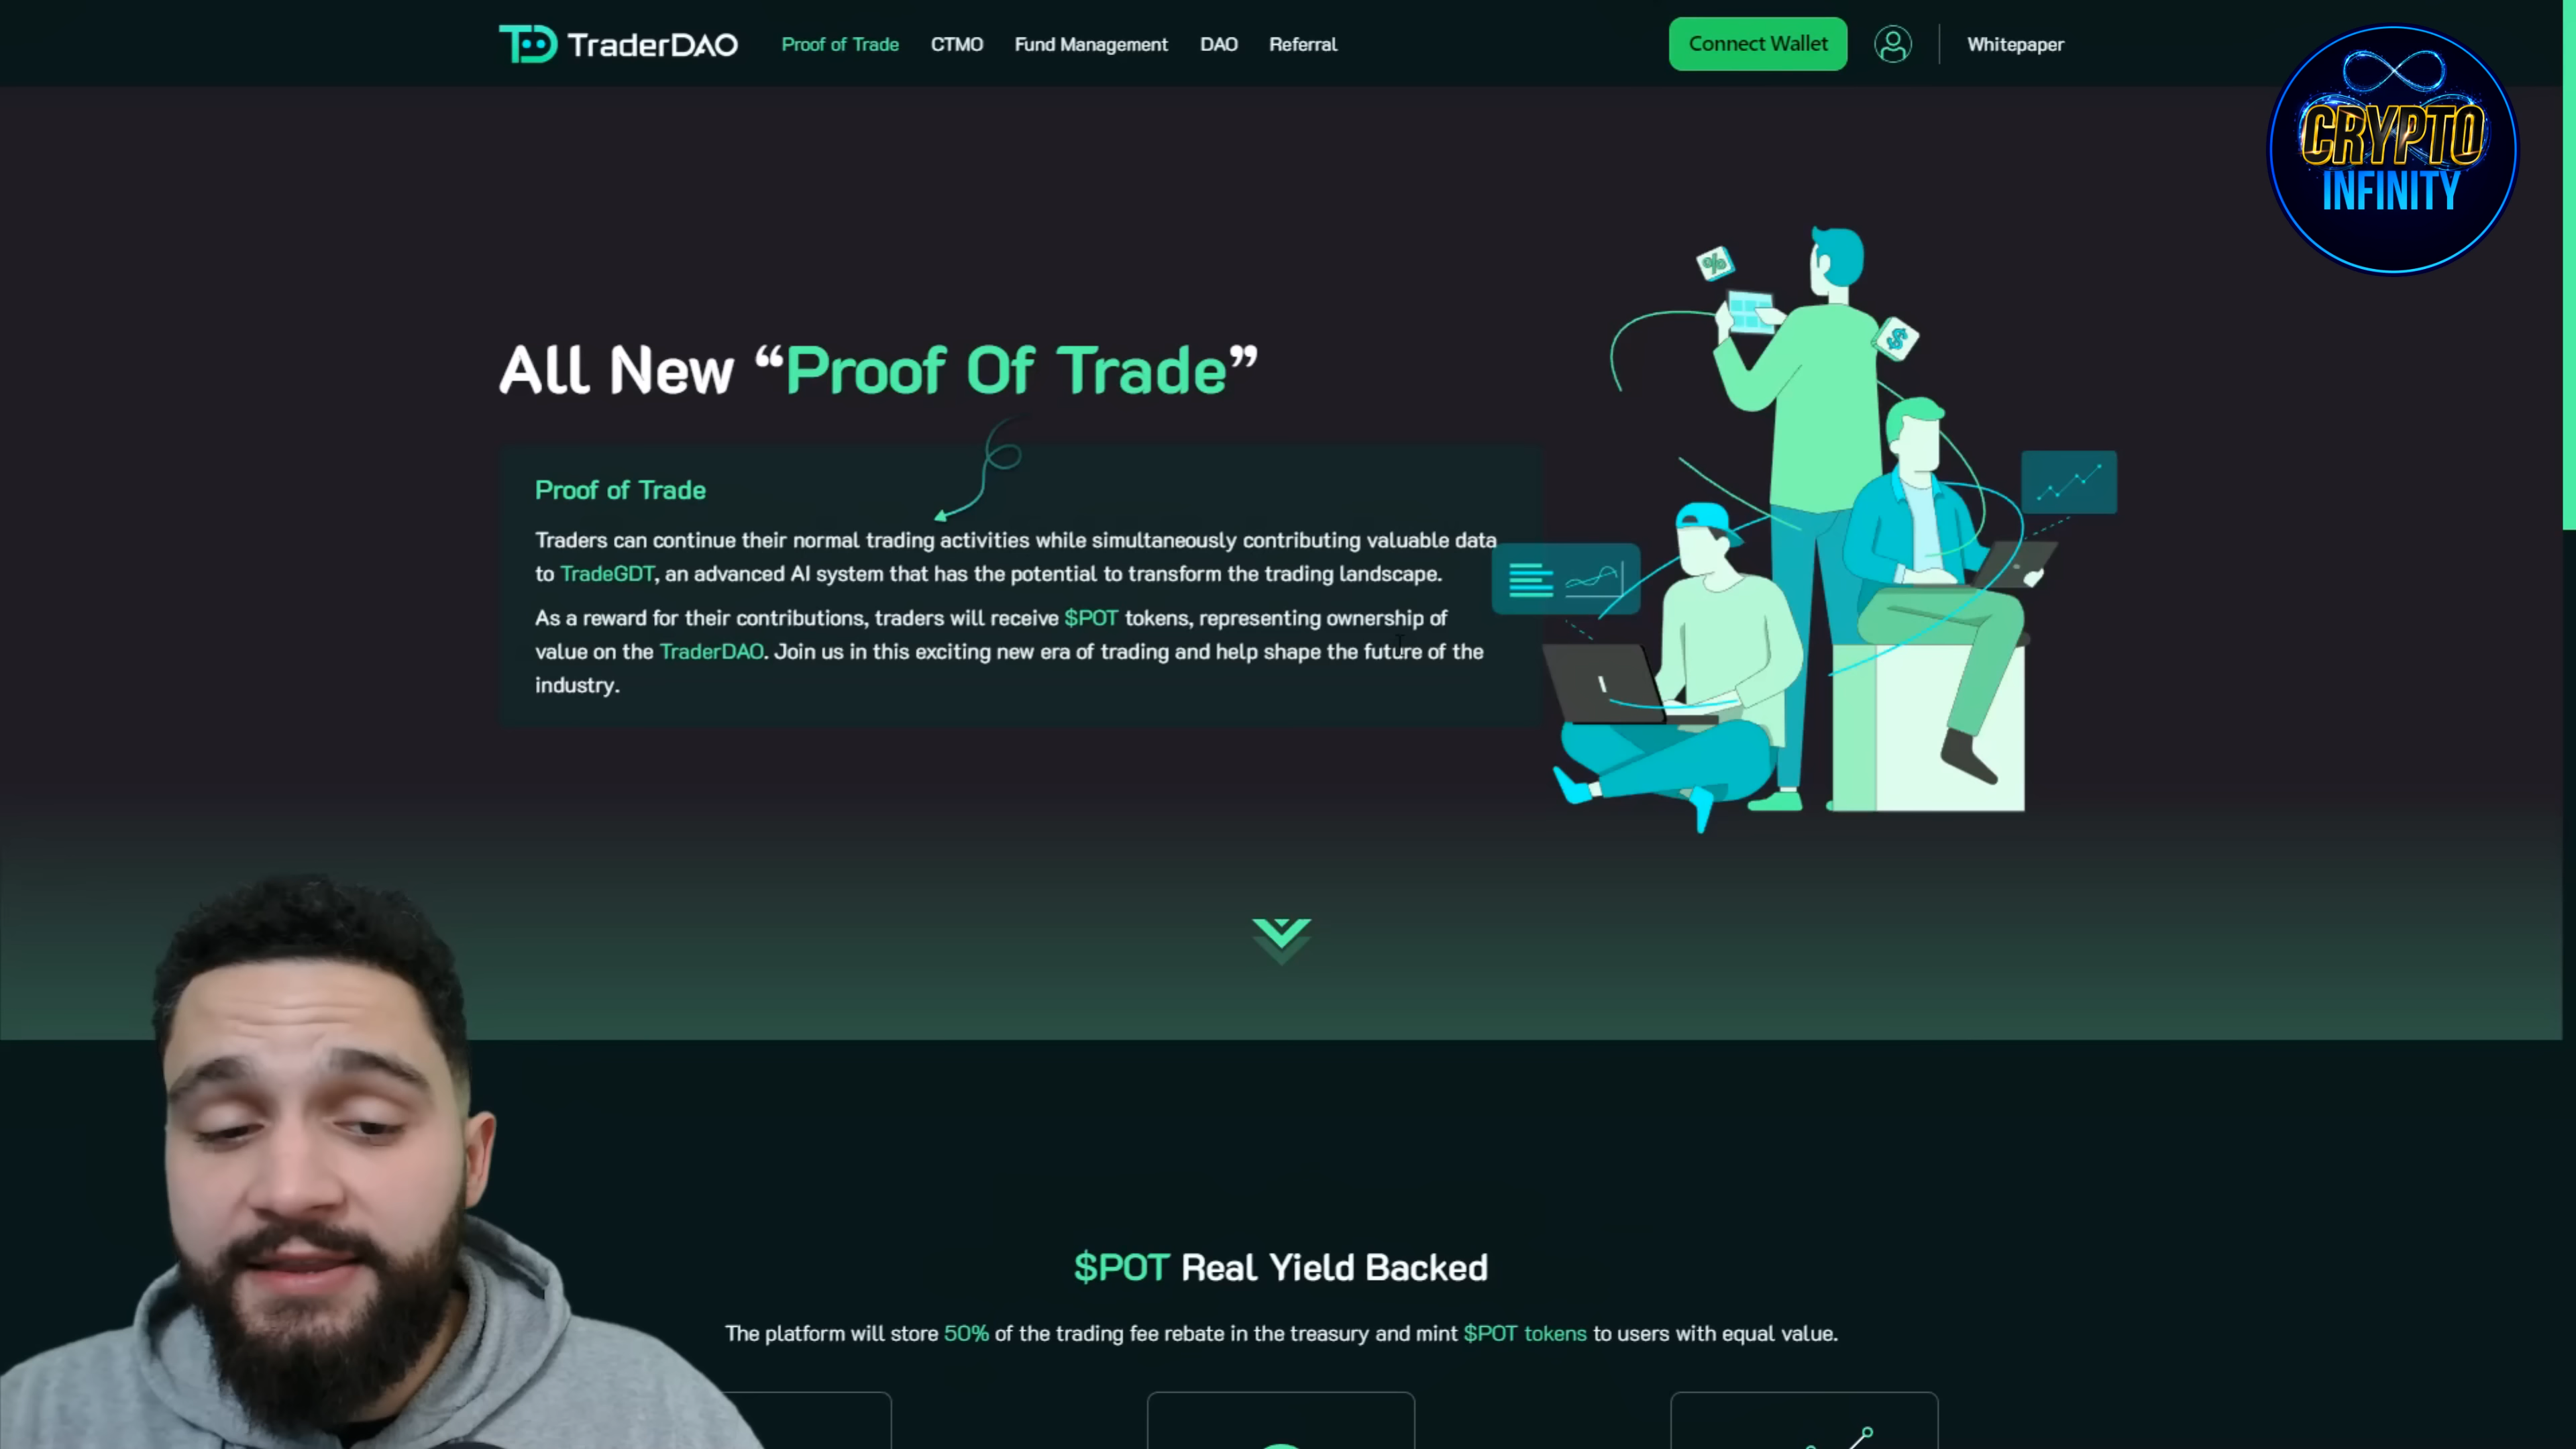 TraderDAO
Proof of Trade CTMO Fund Management DAO Referral
Connect Wallet
Whitepaper
CRYPTO
INFINITY
%
$
All New “Proof Of Trade”
Proof of Trade
Traders can continue their normal trading activities while simultaneously contributing valuable data
to TradeGDT, an advanced AI system that has the potential to transform the trading landscape.
As a reward for their contributions, traders will receive $POT tokens, representing ownership of
value on the TraderDAO. Join us in this exciting new era of trading and help shape the future of the
industry.
$POT Real Yield Backed
The platform will store 50% of the trading fee rebate in the treasury and mint $POT tokens to users with equal value.